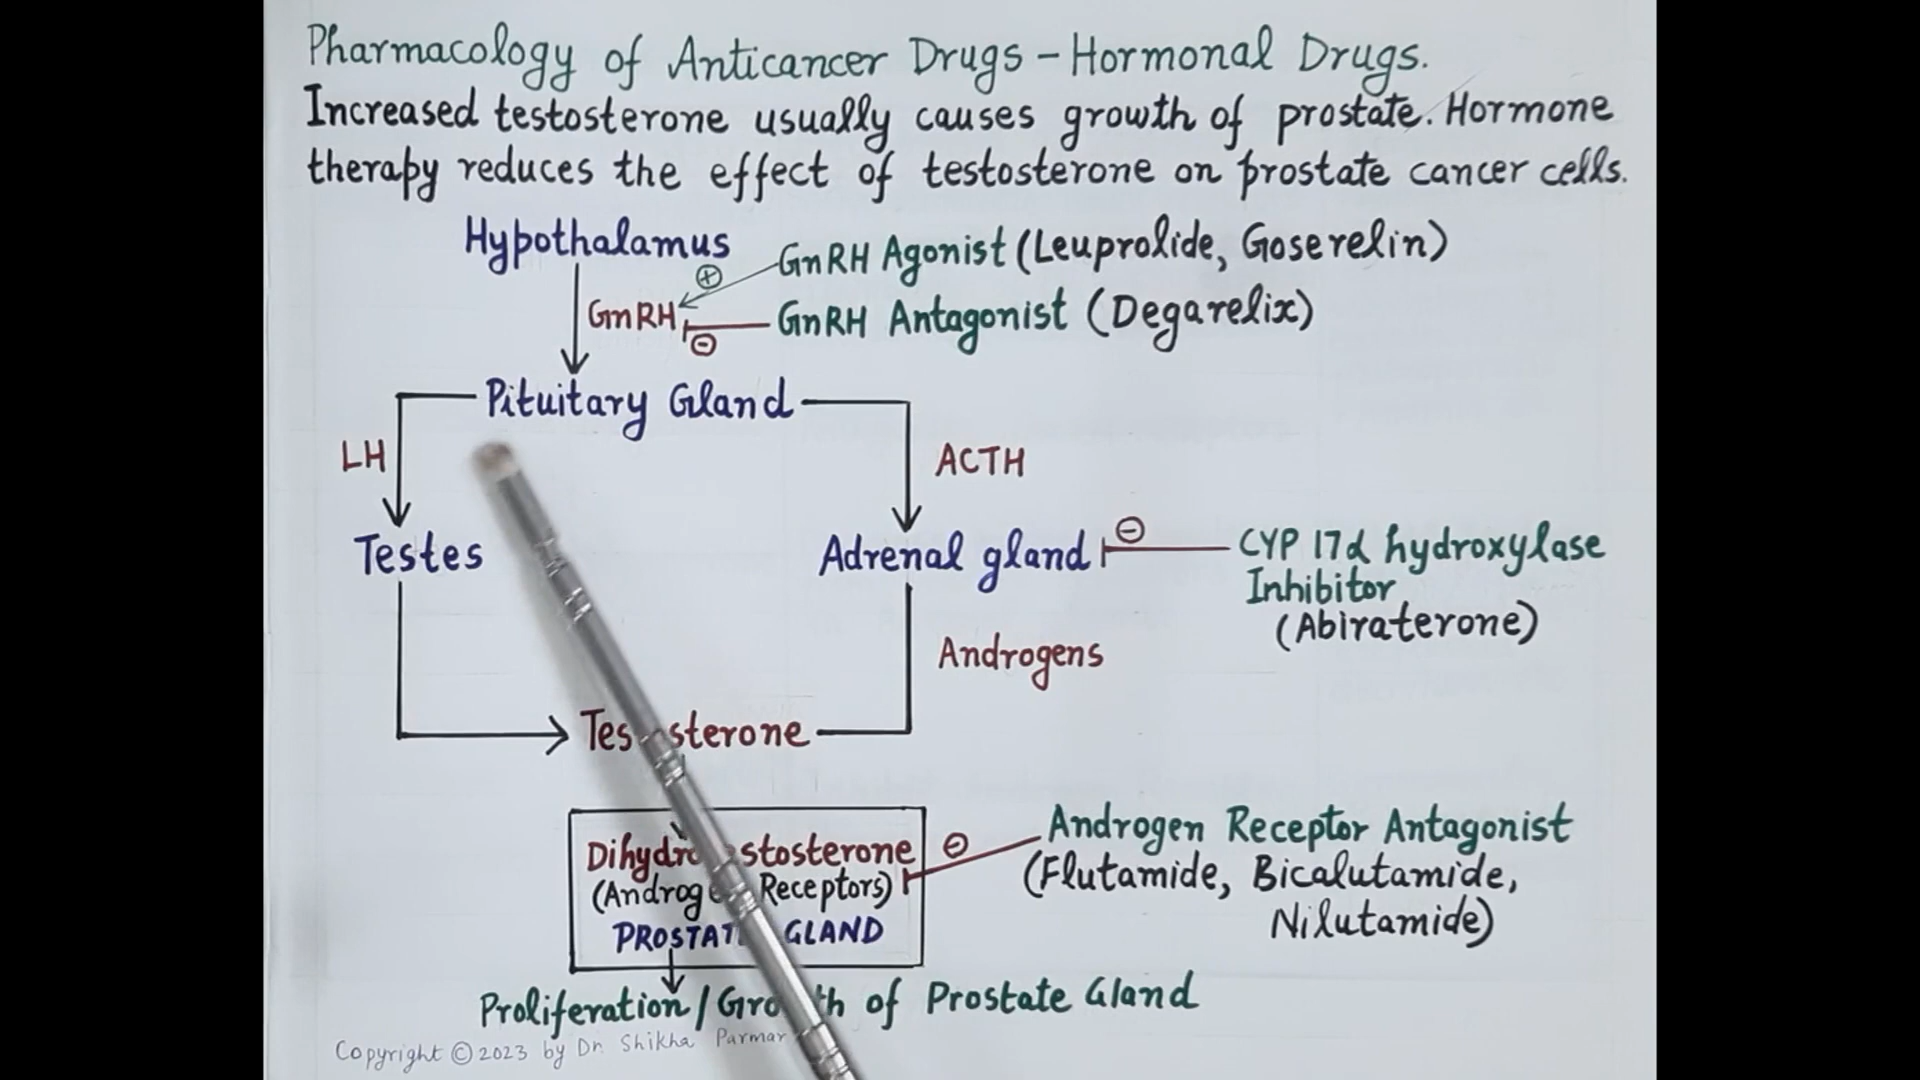 Pharmacology of Anticancer Drugs - Hormonal Drugs.
Increased testosterone usually causes growth of prostate. Hormone
therapy reduces the effect of testosterone on prostate cancer cells.
Hypothalamus
GnRH Agonist (Leuprolide, Goserelin)
⊕
GnRH
GnRH Antagonist (Degarelix)
⊖
Pituitary Gland
LH
ACTH
Testes
Adrenal gland
⊖
CYP 17α hydroxylase
Inhibitor
(Abiraterone)
Androgens
⊖
Androgen Receptor Antagonist
(Flutamide, Bicalutamide,
Nilutamide)
Receptors)
GLAND
Proliferation / of Prostate Gland
Copyright © 2023 by Dr. Shikha Parmar